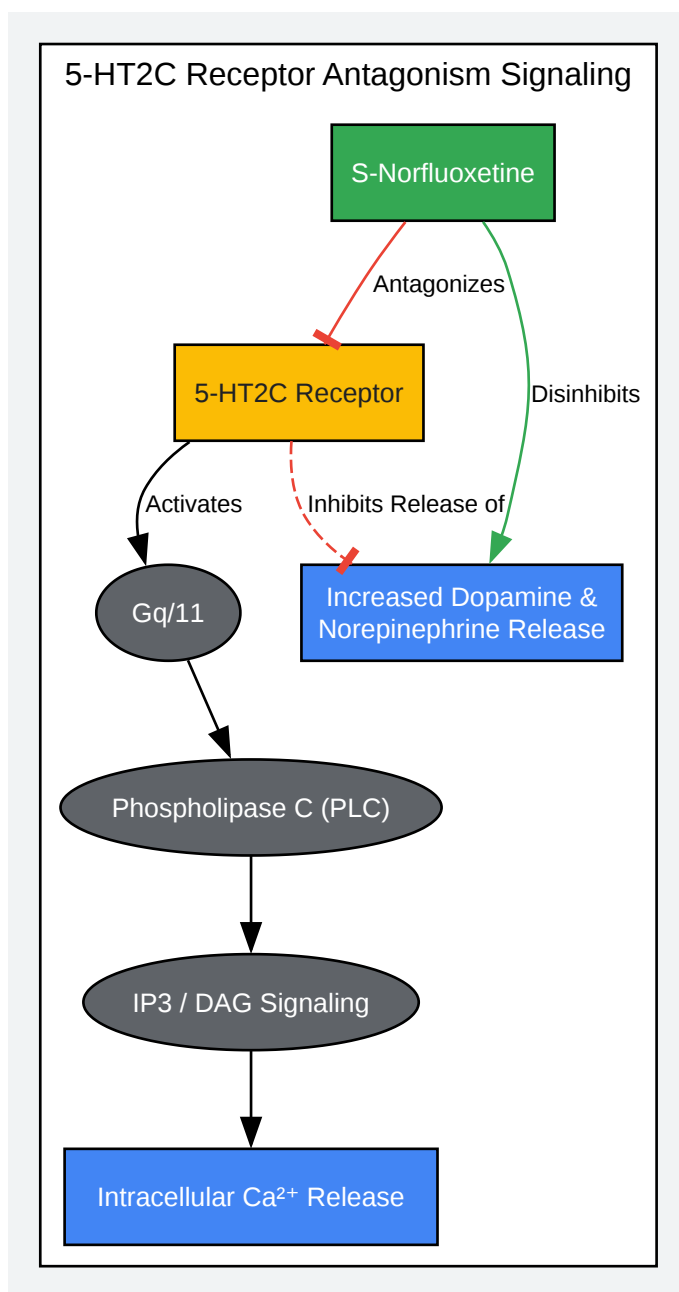 5-HT2C Receptor Antagonism Signaling
S-Norfluoxetine
Antagonizes
5-HT2C Receptor
Disinhibits
Activates
Inhibits Release of
Gq/11
Increased Dopamine &
Norepinephrine Release
Phospholipase C (PLC)
IP3 / DAG Signaling
Intracellular Ca²⁺ Release